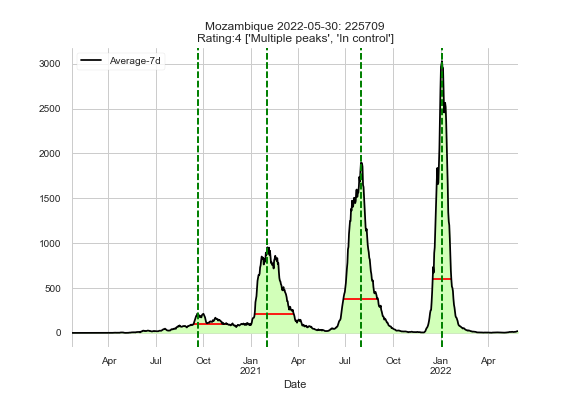 Mozambique 2022-05-30: 225709
Rating:4 ['Multiple peaks', 'In control']
Average-7d
3000
2500
2000
1500
1000
500
0
Apr Jul Oct Jan Apr Jul Oct Jan Apr
2021 2022
Date